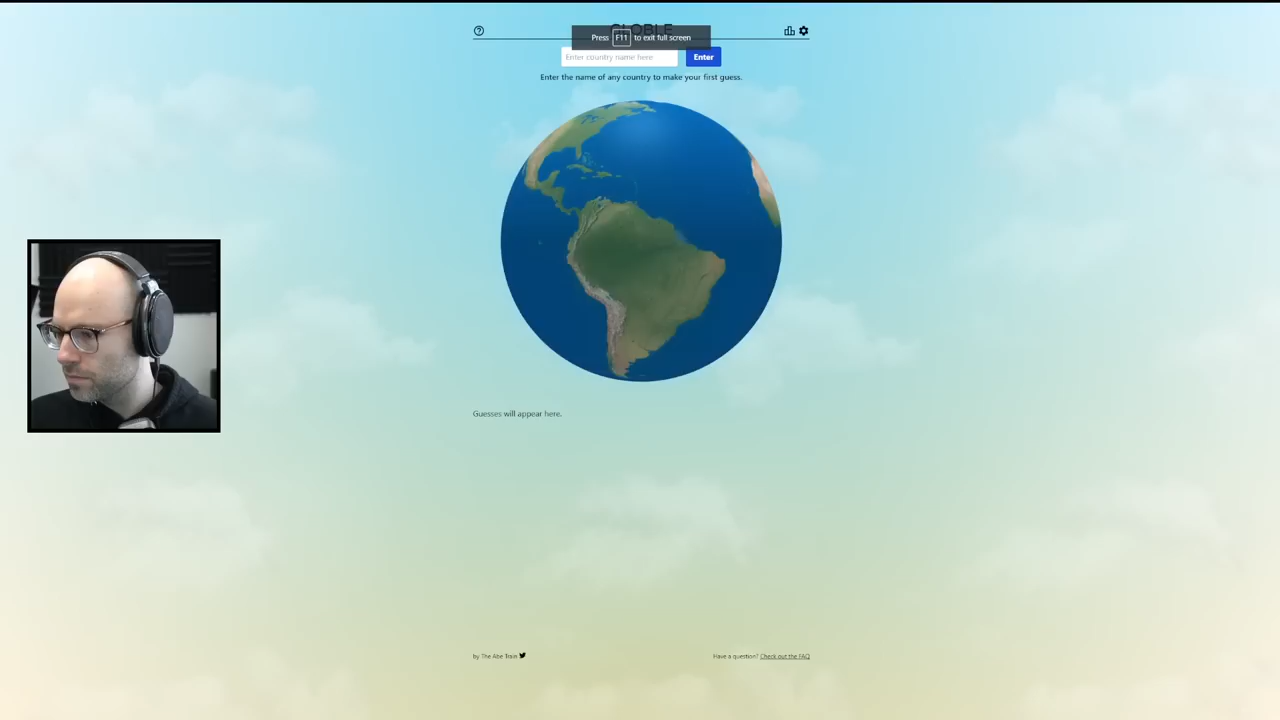 GLOBLE
Press F11 to exit full screen
Enter country name here
Enter
Enter the name of any country to make your first guess.
Guesses will appear here.
by The Abe Train
Have a question? Check out the FAQ